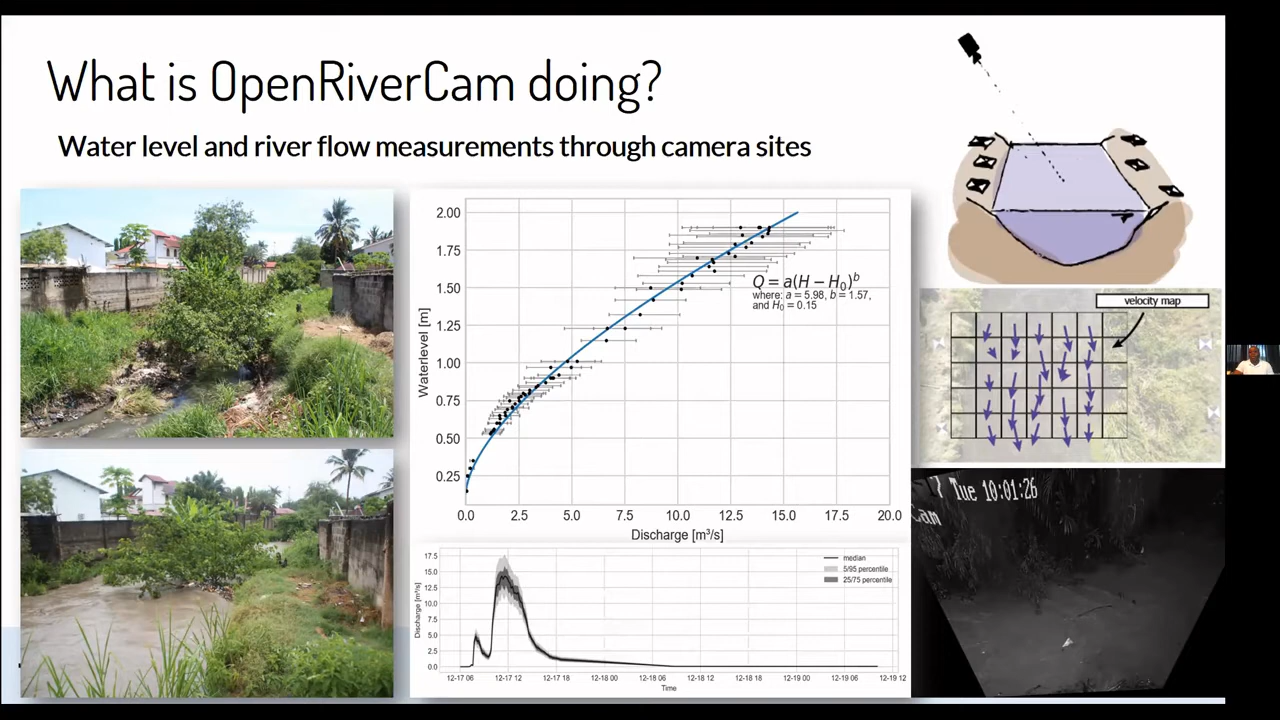 What is OpenRiverCam doing?
Water level and river flow measurements through camera sites
2.00
1.75
1.50
1.25
1.00
0.75
0.50
0.25
Waterlevel [m]
Q = a(H − H₀)ᵇ
where: a = 5.98, b = 1.57,
and H₀ = 0.15
0.0 2.5 5.0 7.5 10.0 12.5 15.0 17.5 20.0
Discharge [m³/s]
17.5
15.0
12.5
10.0
7.5
5.0
2.5
0.0
Discharge [m³/s]
median
5/95 percentile
25/75 percentile
12-17 06 12-17 12 12-17 18 12-18 00 12-18 06 12-18 12 12-18 18 12-19 00 12-19 06 12-19 12
Time
velocity map
17 Tue 10:01:26
Cam